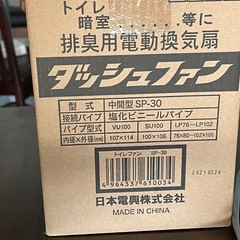 トイレ
暗室……等に
排臭用電動換気扇
ダッシュファン
型 式 中間型 SP-30
接続パイプ 塩化ビニールパイプ
パイプ型式 VU100 SU100 LP76〜LP102
内径×外径(mm) 107×114 100×106 76×80〜102×106
トイレファン SP-30
4 964337 610034
20210524
日本電興株式会社
MADE IN CHINA